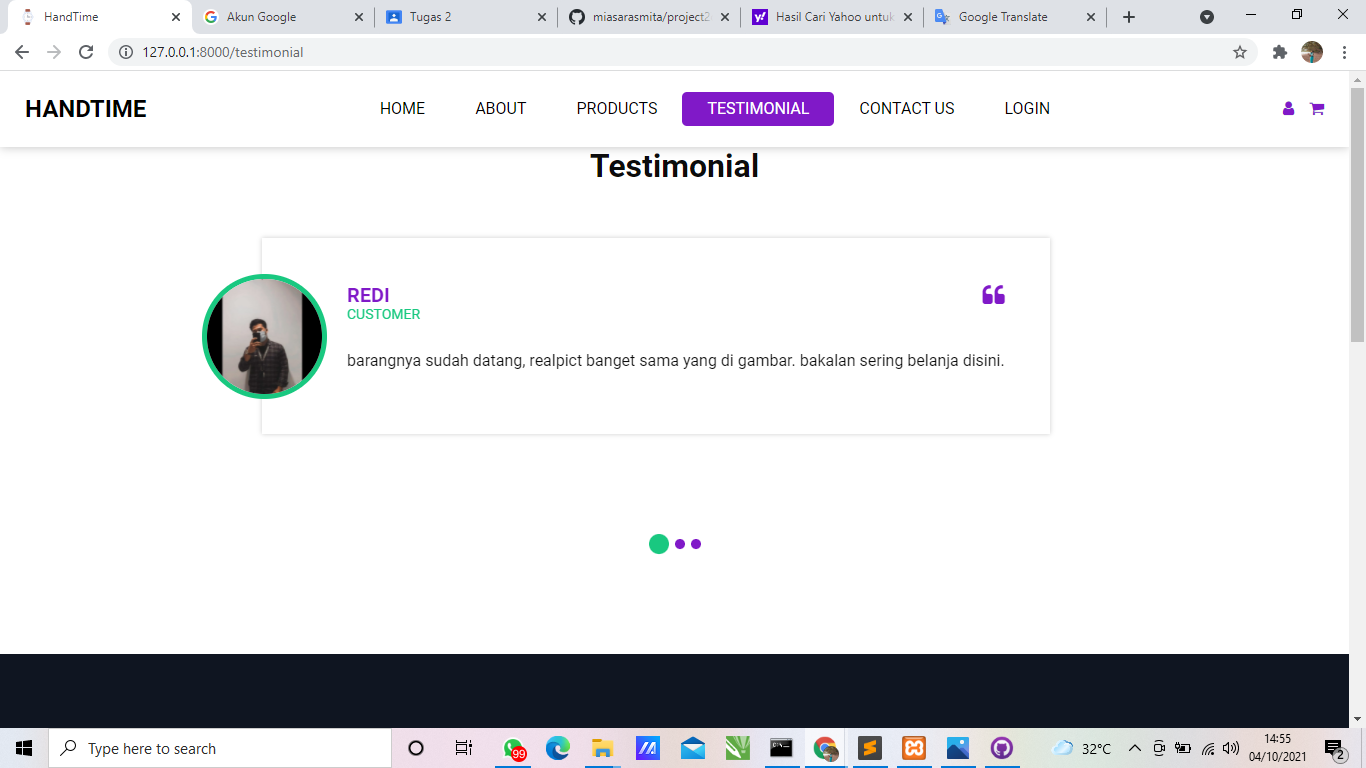 HandTime
Akun Google
Tugas 2
miasarasmita/project2
Hasil Cari Yahoo untuk
Google Translate
127.0.0.1:8000/testimonial
HANDTIME
HOME
ABOUT
PRODUCTS
TESTIMONIAL
CONTACT US
LOGIN
Testimonial
REDI
CUSTOMER
barangnya sudah datang, realpict banget sama yang di gambar. bakalan sering belanja disini.
Type here to search
99
32°C
14:55
04/10/2021
2